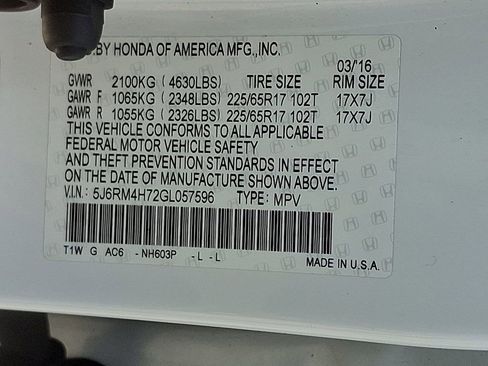 BY HONDA OF AMERICA MFG., INC.
03/16
GVWR 2100KG (4630LBS) TIRE SIZE RIM SIZE
GAWR F 1065KG (2348LBS) 225/65R17 102T 17X7J
GAWR R 1055KG (2326LBS) 225/65R17 102T 17X7J
THIS VEHICLE CONFORMS TO ALL APPLICABLE
FEDERAL MOTOR VEHICLE SAFETY
AND THEFT PREVENTION STANDARDS IN EFFECT
ON THE DATE OF MANUFACTURE SHOWN ABOVE.
V.I.N.: 5J6RM4H72GL057596 TYPE: MPV
T1W G AC6 - NH603P - L - L
MADE IN U.S.A.